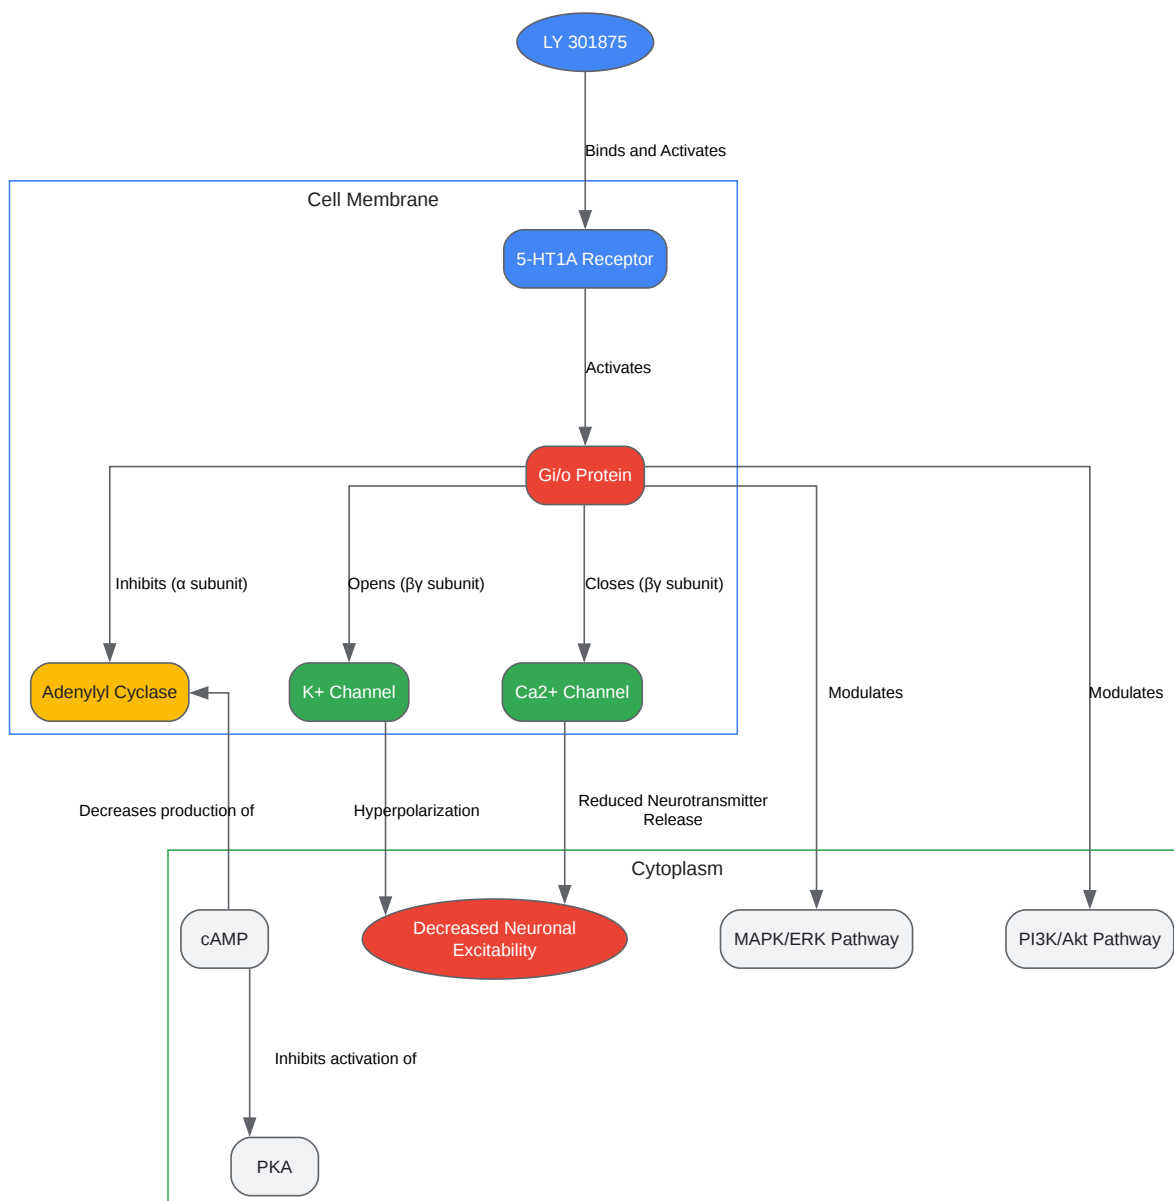 LY 301875
Binds and Activates
Cell Membrane
5-HT1A Receptor
Activates
Gi/o Protein
Inhibits (α subunit)
Opens (βγ subunit)
Closes (βγ subunit)
Adenylyl Cyclase
K+ Channel
Ca2+ Channel
Modulates
Modulates
Decreases production of
Hyperpolarization
Reduced Neurotransmitter
Release
Cytoplasm
cAMP
Decreased Neuronal
Excitability
MAPK/ERK Pathway
PI3K/Akt Pathway
Inhibits activation of
PKA